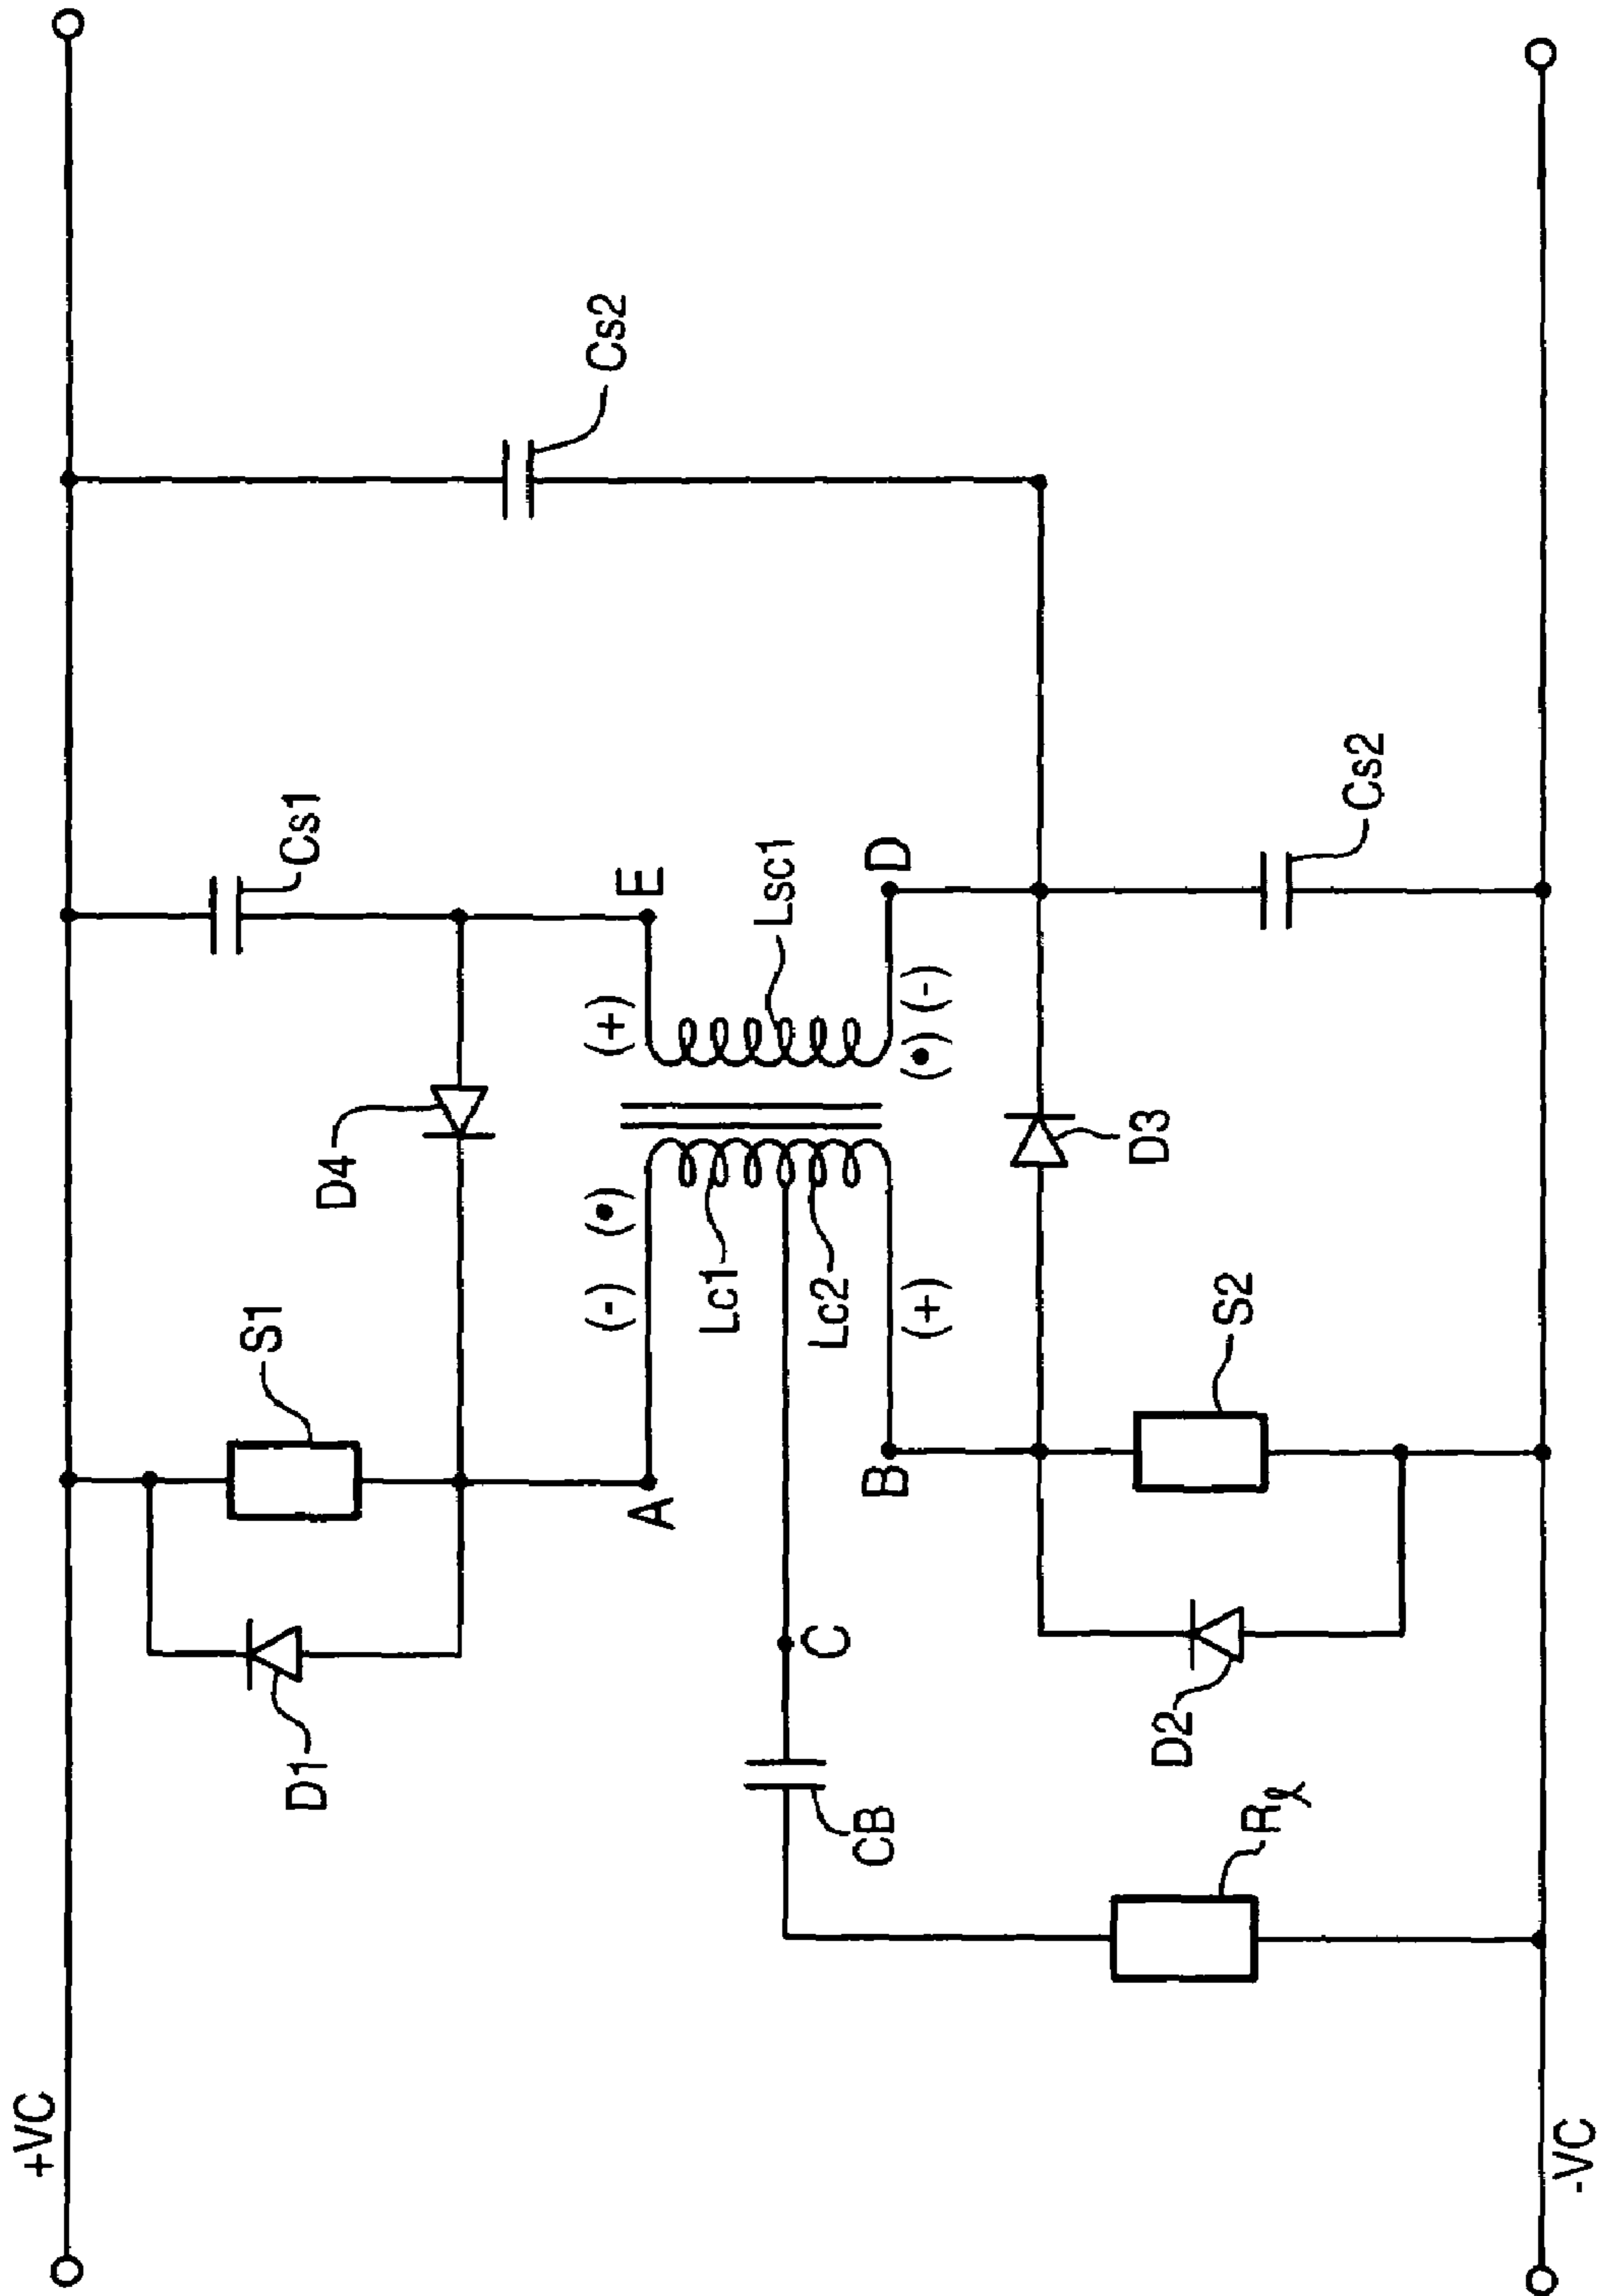 +VC
Cs1
Cs2
S1
D4
D1
E
(+)
A
(-)
(•)
Lc1
Lsc1
C
CB
Lc2
B
(+)
D
(•)
(-)
D3
S2
D2
Cs2
Rℓ
-VC